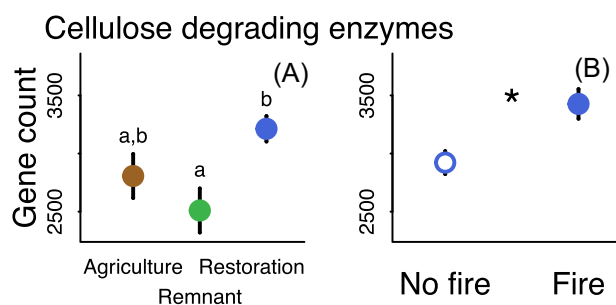 Cellulose degrading enzymes
Gene count
3500
2500
(A)
a,b
a
b
Agriculture
Remnant
Restoration
(B)
3500
2500
*
No fire
Fire